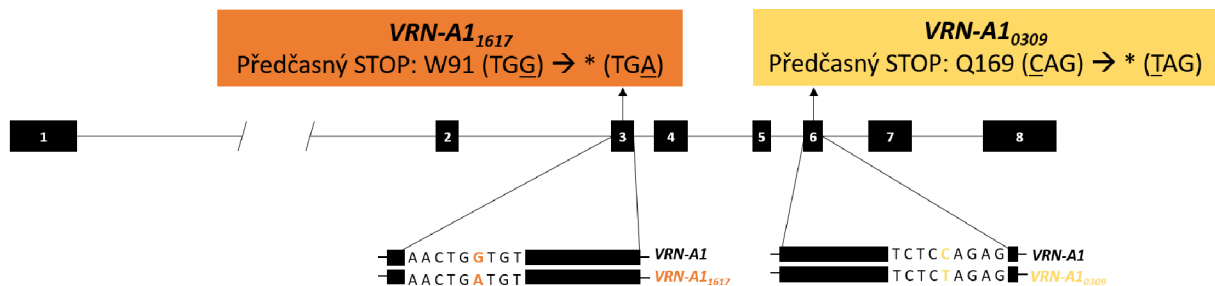 VRN-A1₁₆₁₇
Předčasný STOP: W91 (TGG) → * (TGA)
VRN-A1₀₃₀₉
Předčasný STOP: Q169 (CAG) → * (TAG)
1 2 3 4 5 6 7 8
AACTGGTGT VRN-A1
AACTGATGT VRN-A1₁₆₁₇
TCTCCAGAG VRN-A1
TCTCTAGAG VRN-A1₀₃₀₉